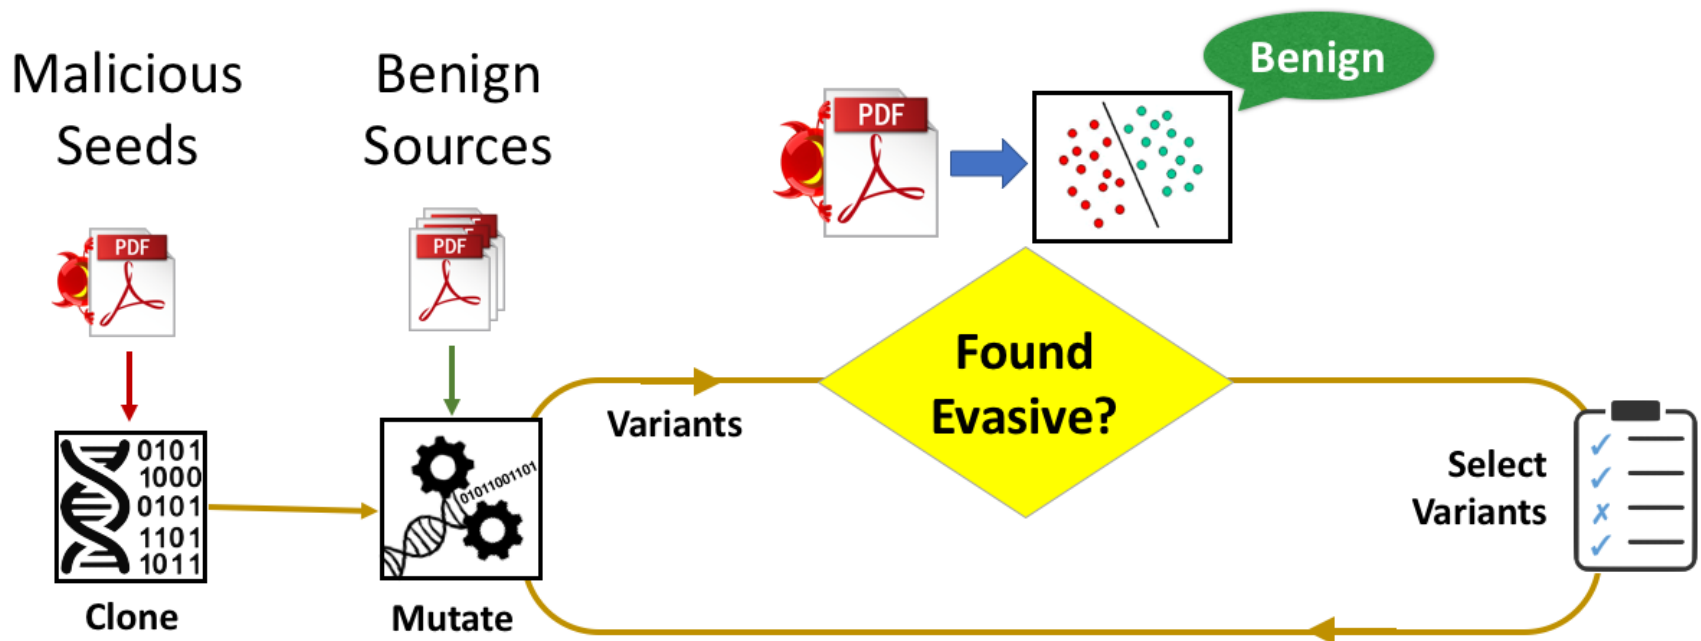 Malicious
Seeds
Benign
Sources
Benign
PDF
PDF
PDF
0101
1000
0101
1101
1011
01011001101
Clone
Mutate
Variants
Found
Evasive?
Select
Variants